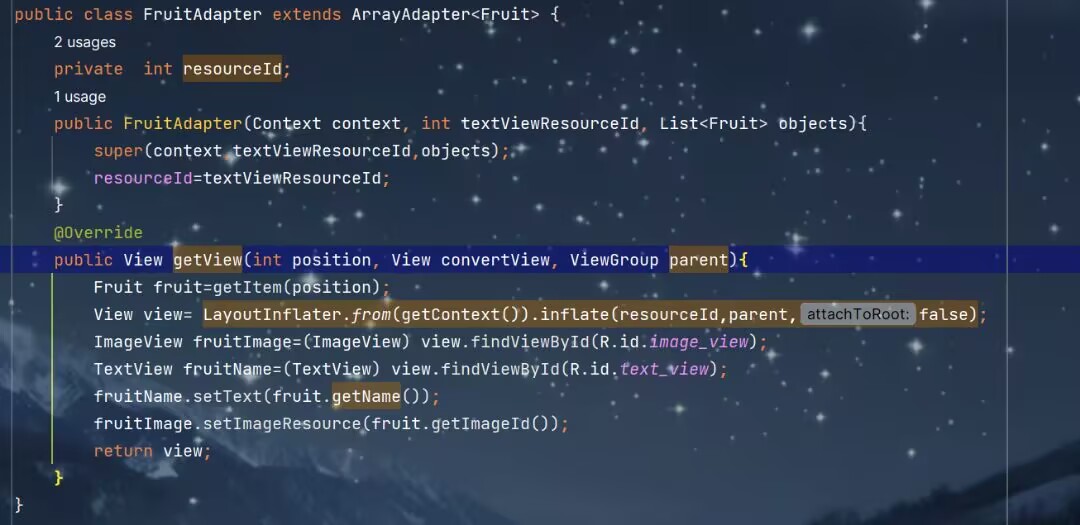 public class FruitAdapter extends ArrayAdapter<Fruit> {
2 usages
private  int resourceId;
1 usage
public FruitAdapter(Context context, int textViewResourceId, List<Fruit> objects){
super(context,textViewResourceId,objects);
resourceId=textViewResourceId;
}
@Override
public View getView(int position, View convertView, ViewGroup parent){
Fruit fruit=getItem(position);
View view= LayoutInflater.from(getContext()).inflate(resourceId,parent, attachToRoot: false);
ImageView fruitImage=(ImageView) view.findViewById(R.id.image_view);
TextView fruitName=(TextView) view.findViewById(R.id.text_view);
fruitName.setText(fruit.getName());
fruitImage.setImageResource(fruit.getImageId());
return view;
}
}